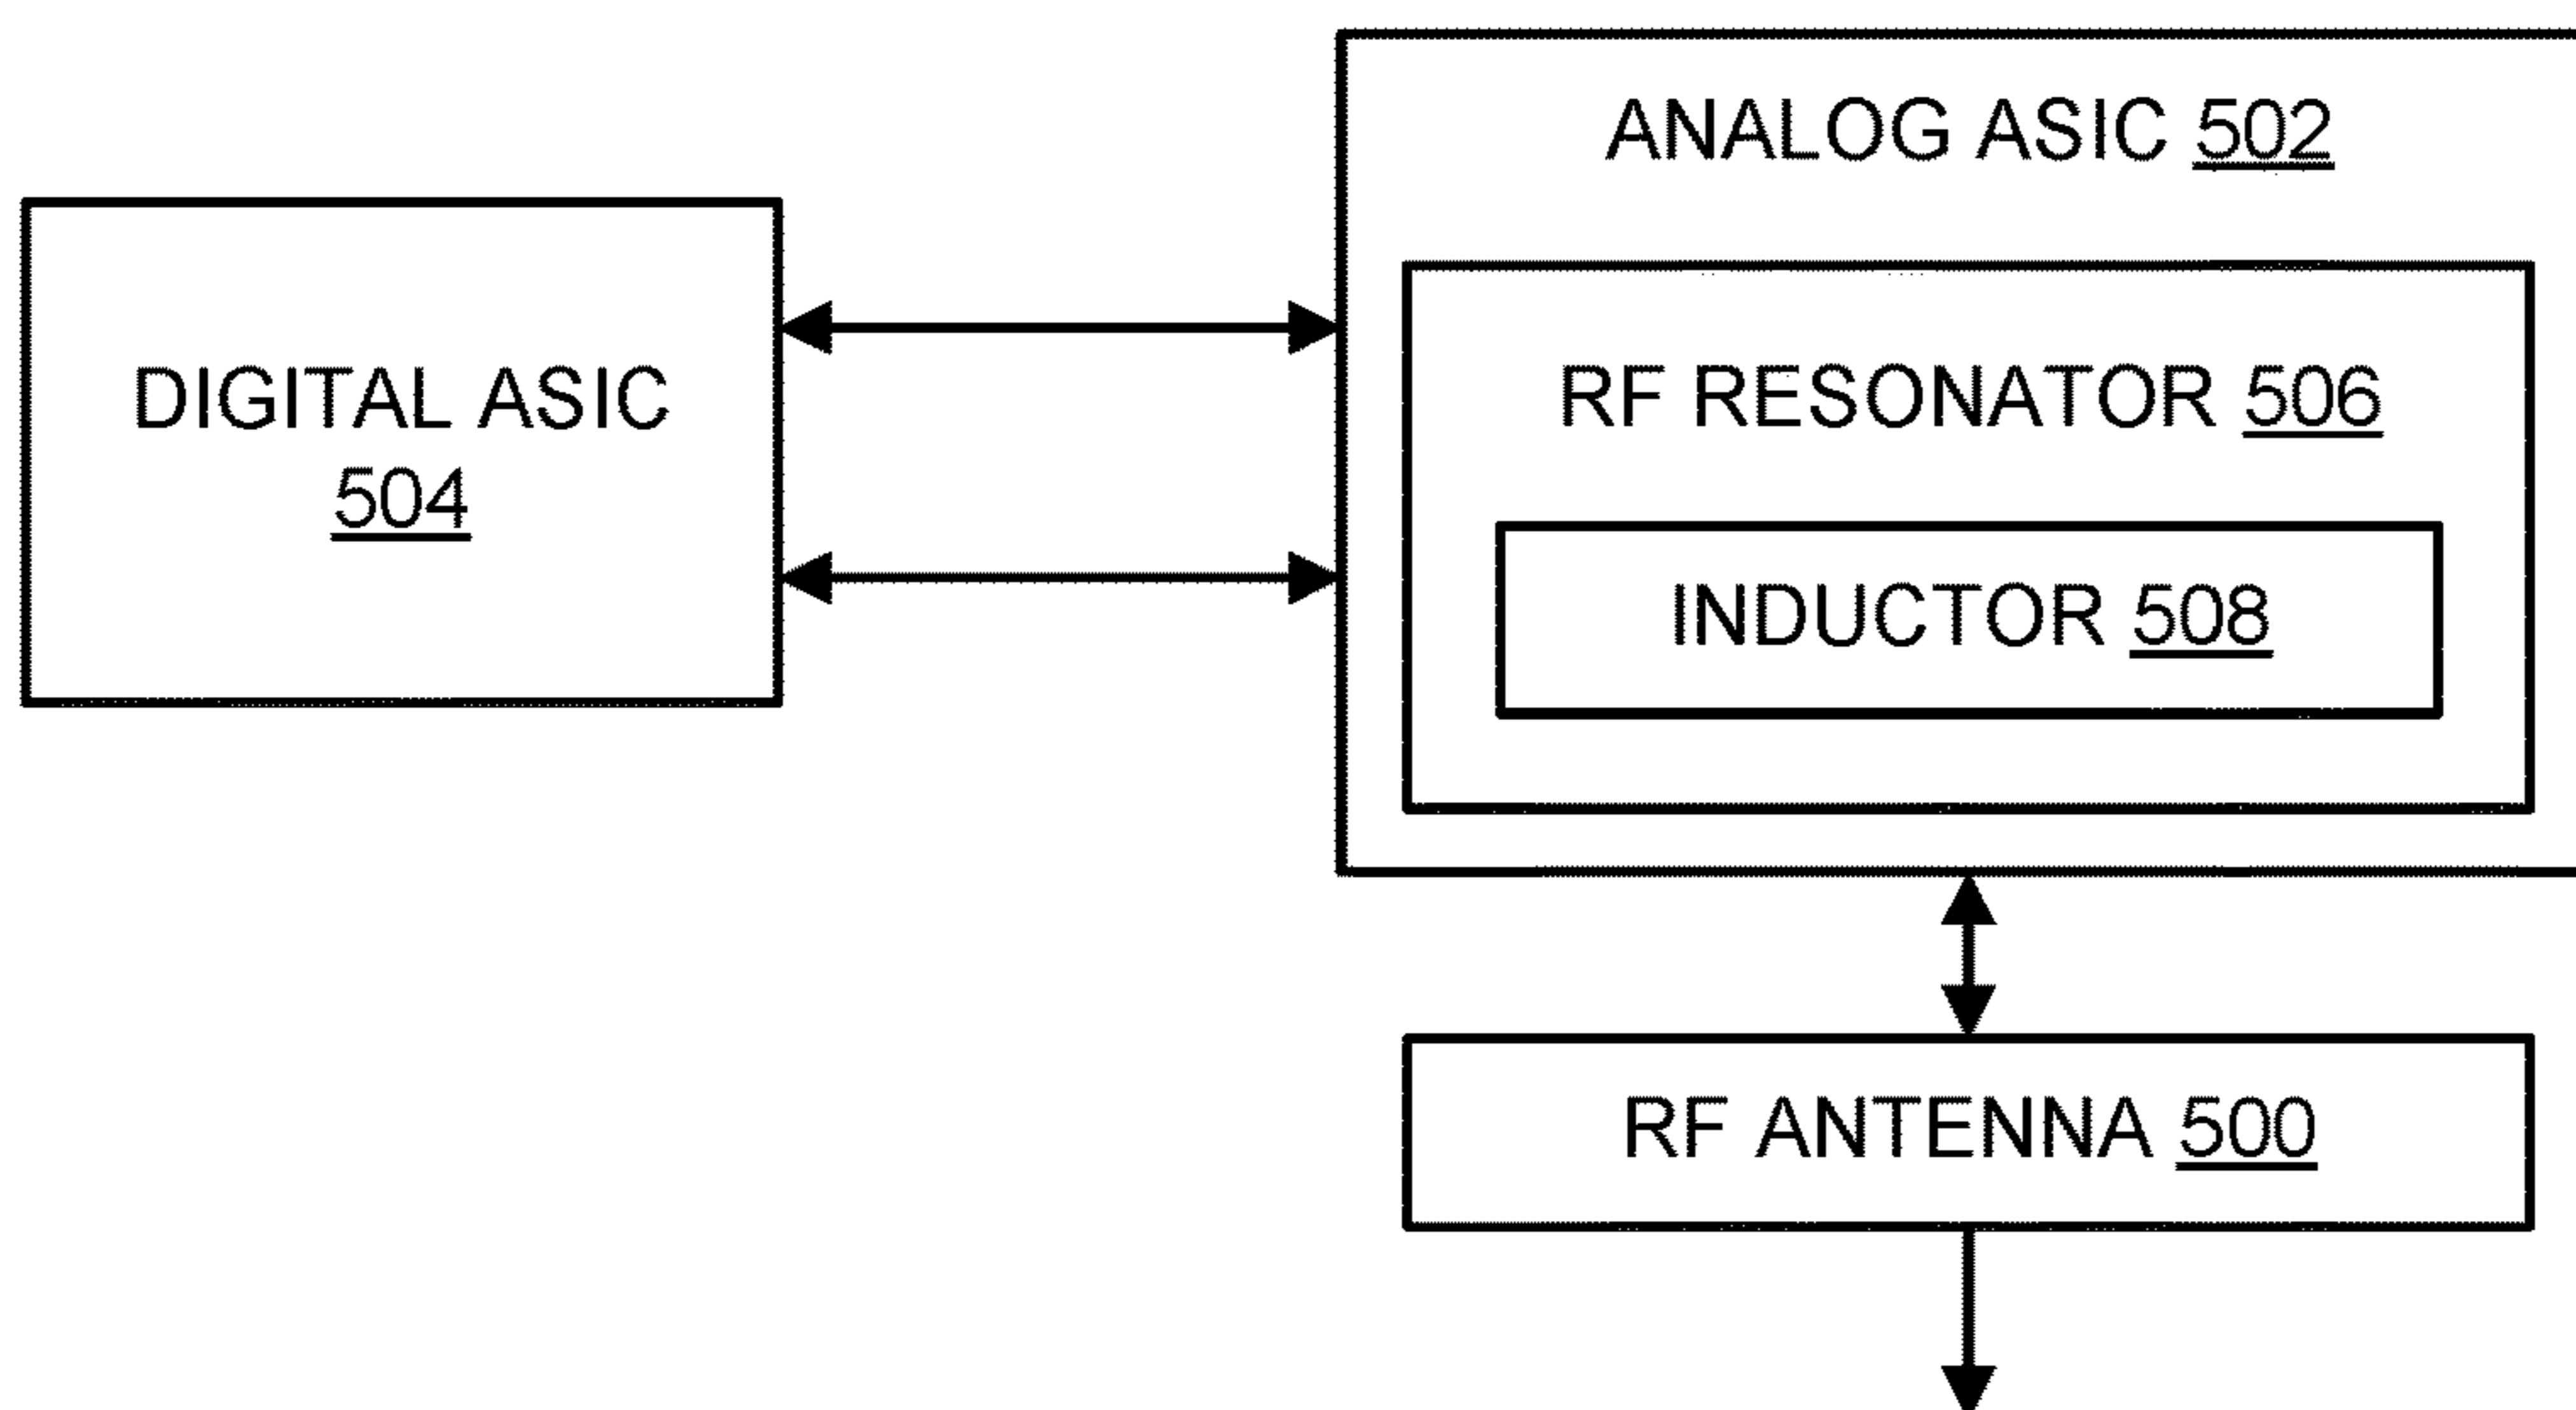 ANALOG ASIC 502
DIGITAL ASIC
504
RF RESONATOR 506
INDUCTOR 508
RF ANTENNA 500